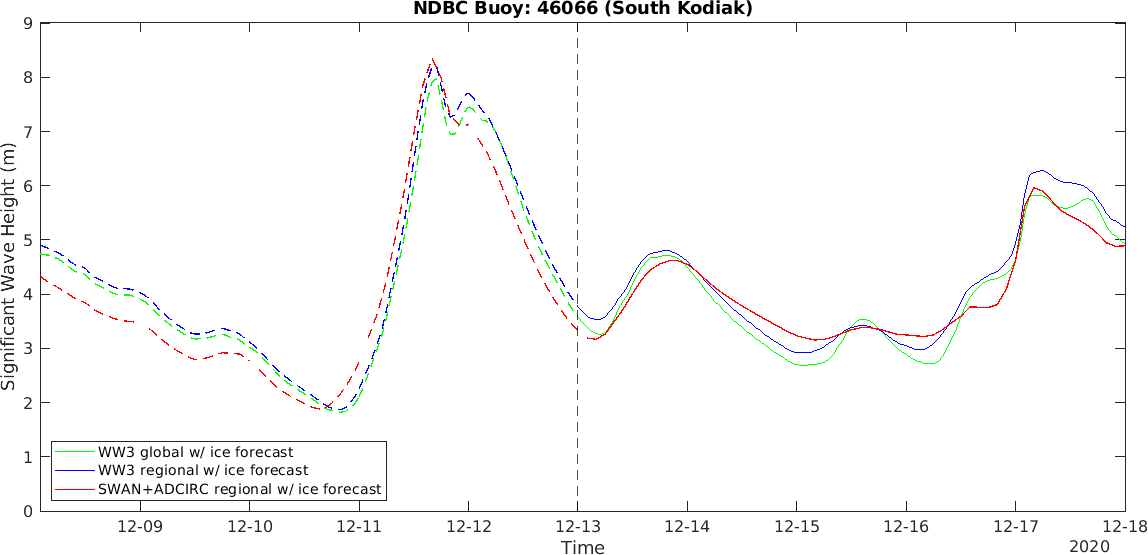 NDBC Buoy: 46066 (South Kodiak)
9
8
7
6
5
4
3
2
1
0
Significant Wave Height (m)
WW3 global w/ ice forecast
WW3 regional w/ ice forecast
SWAN+ADCIRC regional w/ ice forecast
12-09 12-10 12-11 12-12 12-13 12-14 12-15 12-16 12-17 12-18
Time
2020